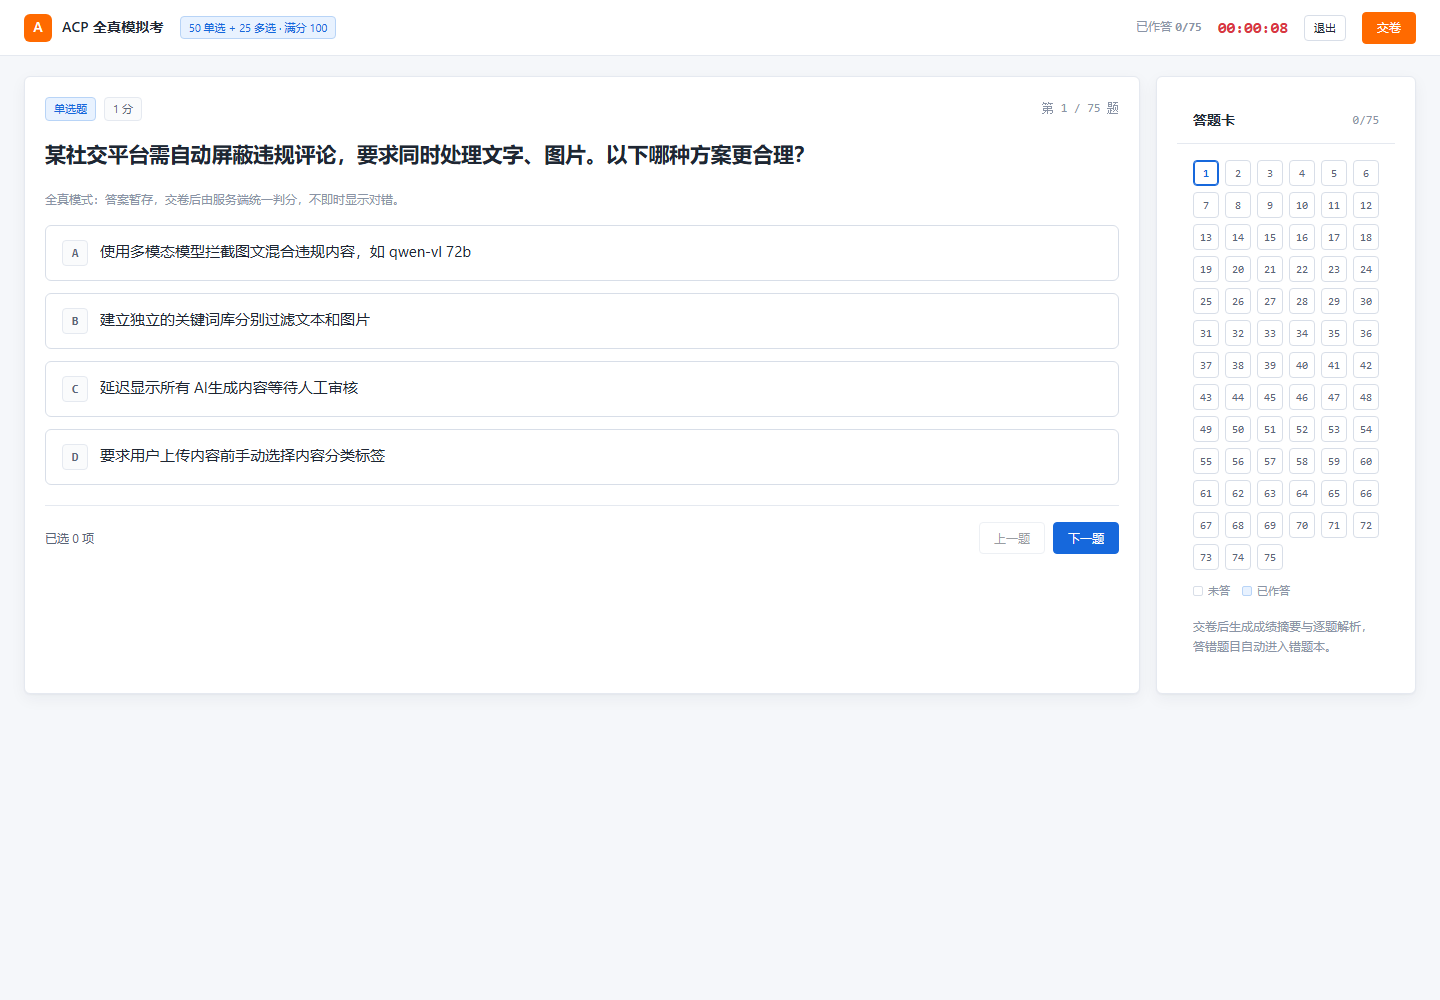 A ACP 全真模拟考 50 单选 + 25 多选 · 满分 100 已作答 0/75 00:00:08 退出 交卷
单选题 1 分 第 1 / 75 题
某社交平台需自动屏蔽违规评论，要求同时处理文字、图片。以下哪种方案更合理？
全真模式：答案暂存，交卷后由服务端统一判分，不即时显示对错。
A 使用多模态模型拦截图文混合违规内容，如 qwen-vl 72b
B 建立独立的关键词库分别过滤文本和图片
C 延迟显示所有 AI生成内容等待人工审核
D 要求用户上传内容前手动选择内容分类标签
已选 0 项 上一题 下一题
答题卡 0/75
1 2 3 4 5 6
7 8 9 10 11 12
13 14 15 16 17 18
19 20 21 22 23 24
25 26 27 28 29 30
31 32 33 34 35 36
37 38 39 40 41 42
43 44 45 46 47 48
49 50 51 52 53 54
55 56 57 58 59 60
61 62 63 64 65 66
67 68 69 70 71 72
73 74 75
未答 已作答
交卷后生成成绩摘要与逐题解析，
答错题目自动进入错题本。